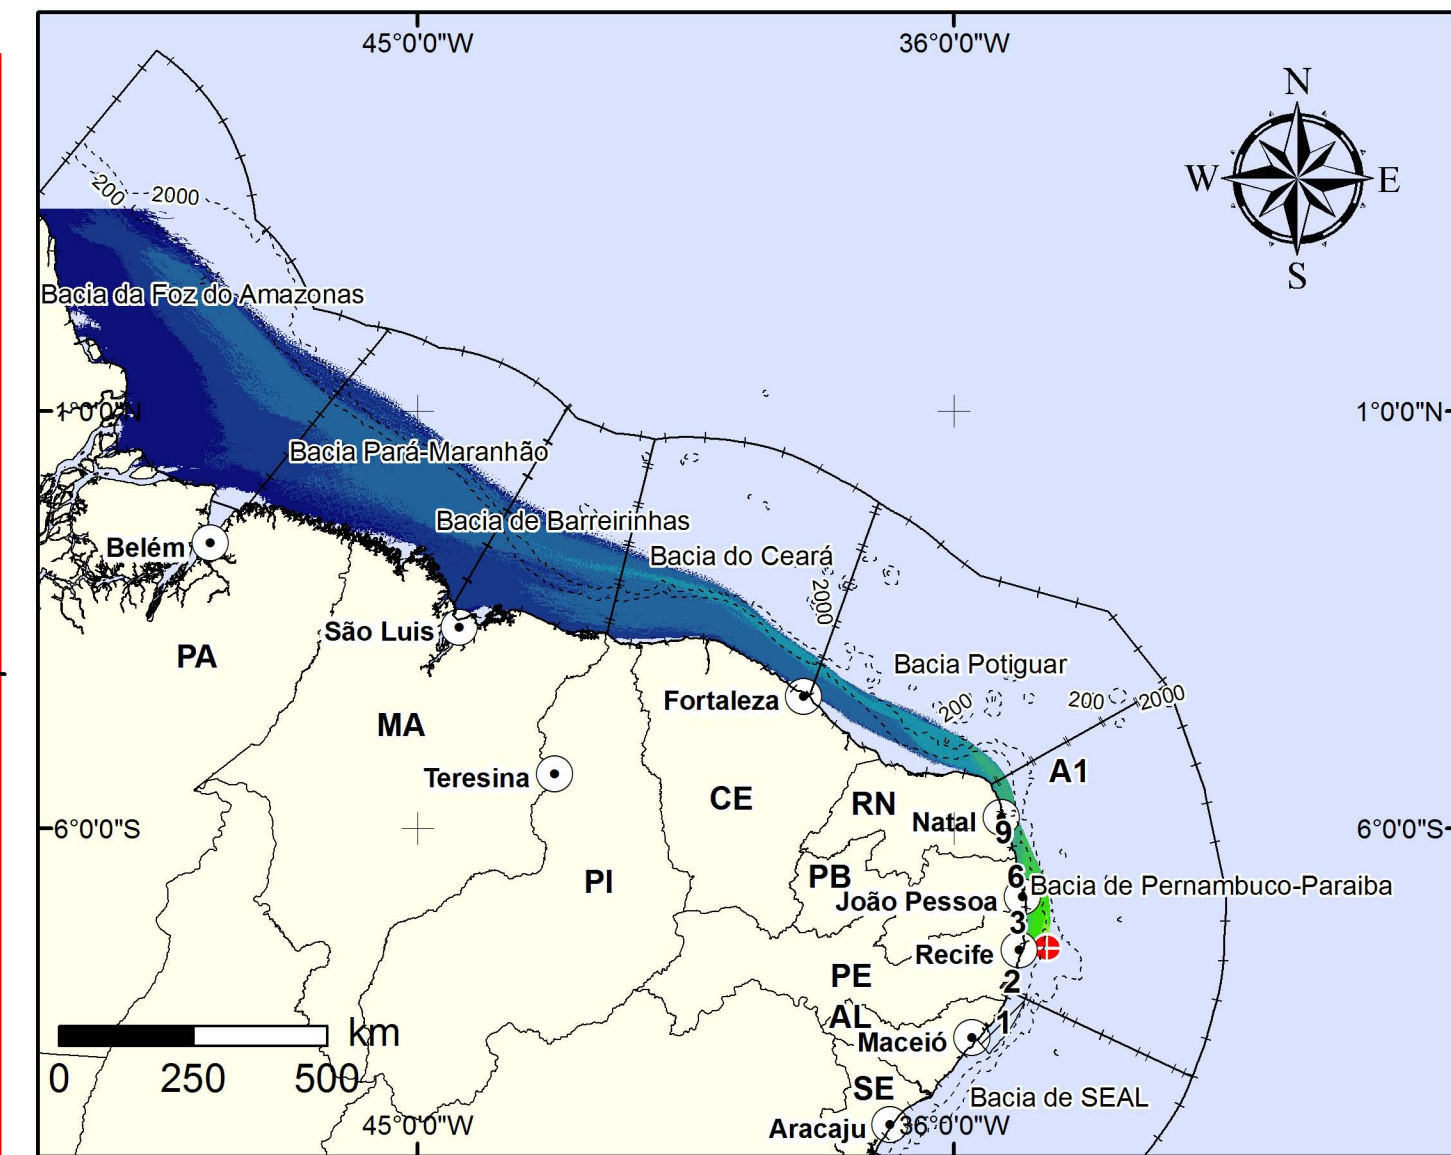 45°0'0"W
36°0'0"W
N
W
E
S
200
2000
Bacia da Foz do Amazonas
1°0'0"N
1°0'0"N
Bacia Pará-Maranhão
Bacia de Barreirinhas
Belém
Bacia do Ceará
2000
São Luis
PA
Bacia Potiguar
Fortaleza
200
200
2000
MA
Teresina
A1
CE
RN
Natal
9
6°0'0"S
6°0'0"S
PI
PB
6
Bacia de Pernambuco-Paraiba
João Pessoa
3
Recife
PE
2
AL
1
km
Maceió
0
250
500
SE
Bacia de SEAL
45°0'0"W
Aracaju
36°0'0"W